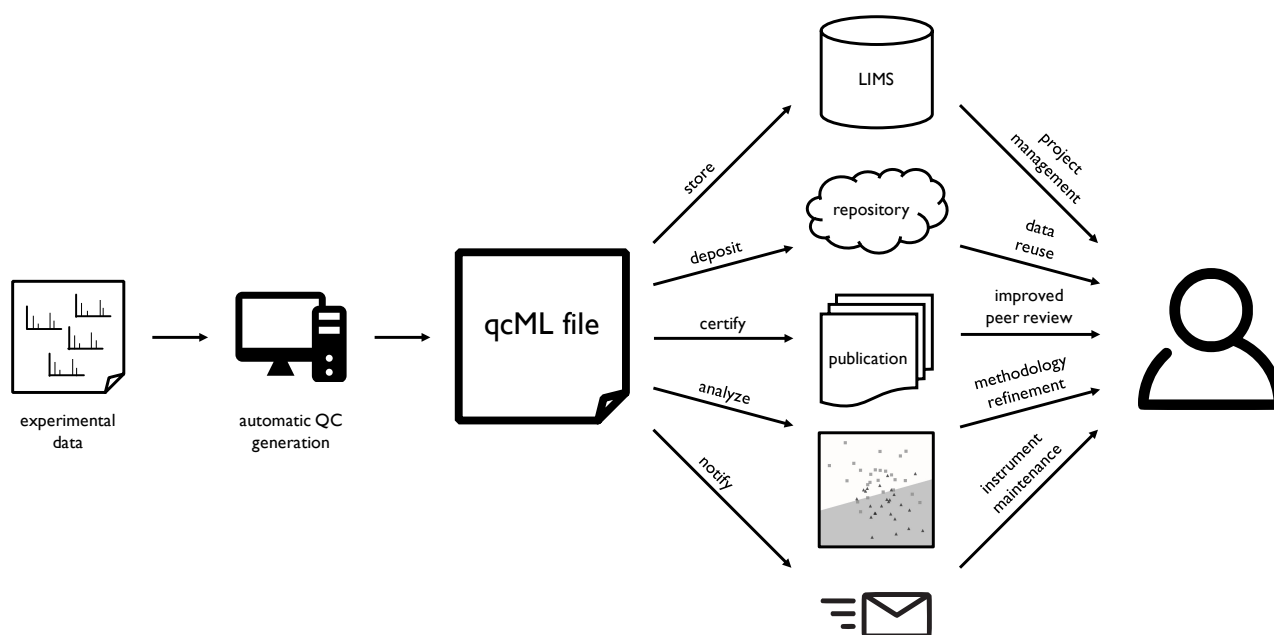 experimental
data
automatic QC
generation
qcML file
store
deposit
certify
analyze
notify
LIMS
repository
publication
project
management
data
reuse
improved
peer review
methodology
refinement
instrument
maintenance